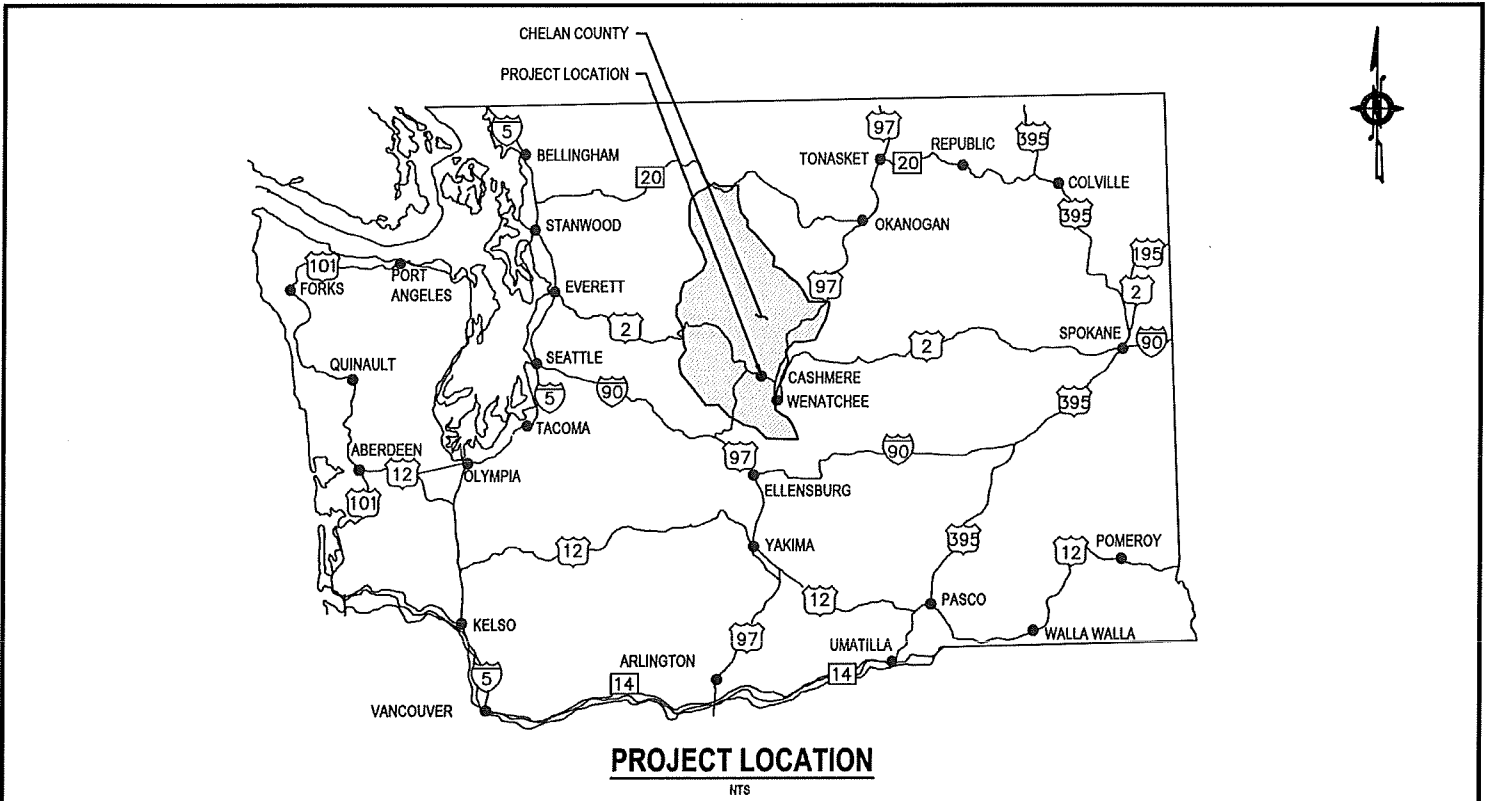 CHELAN COUNTY
PROJECT LOCATION
5
BELLINGHAM
20
97
TONASKET
20
REPUBLIC
395
COLVILLE
395
STANWOOD
OKANOGAN
195
101
PORT
ANGELES
FORKS
EVERETT
97
2
2
SPOKANE
90
2
SEATTLE
QUINAULT
90
5
CASHMERE
WENATCHEE
395
TACOMA
ABERDEEN
12
OLYMPIA
101
97
90
ELLENSBURG
12
YAKIMA
395
12
POMEROY
12
PASCO
KELSO
97
WALLA WALLA
UMATILLA
ARLINGTON
14
14
5
VANCOUVER
PROJECT LOCATION
NTS